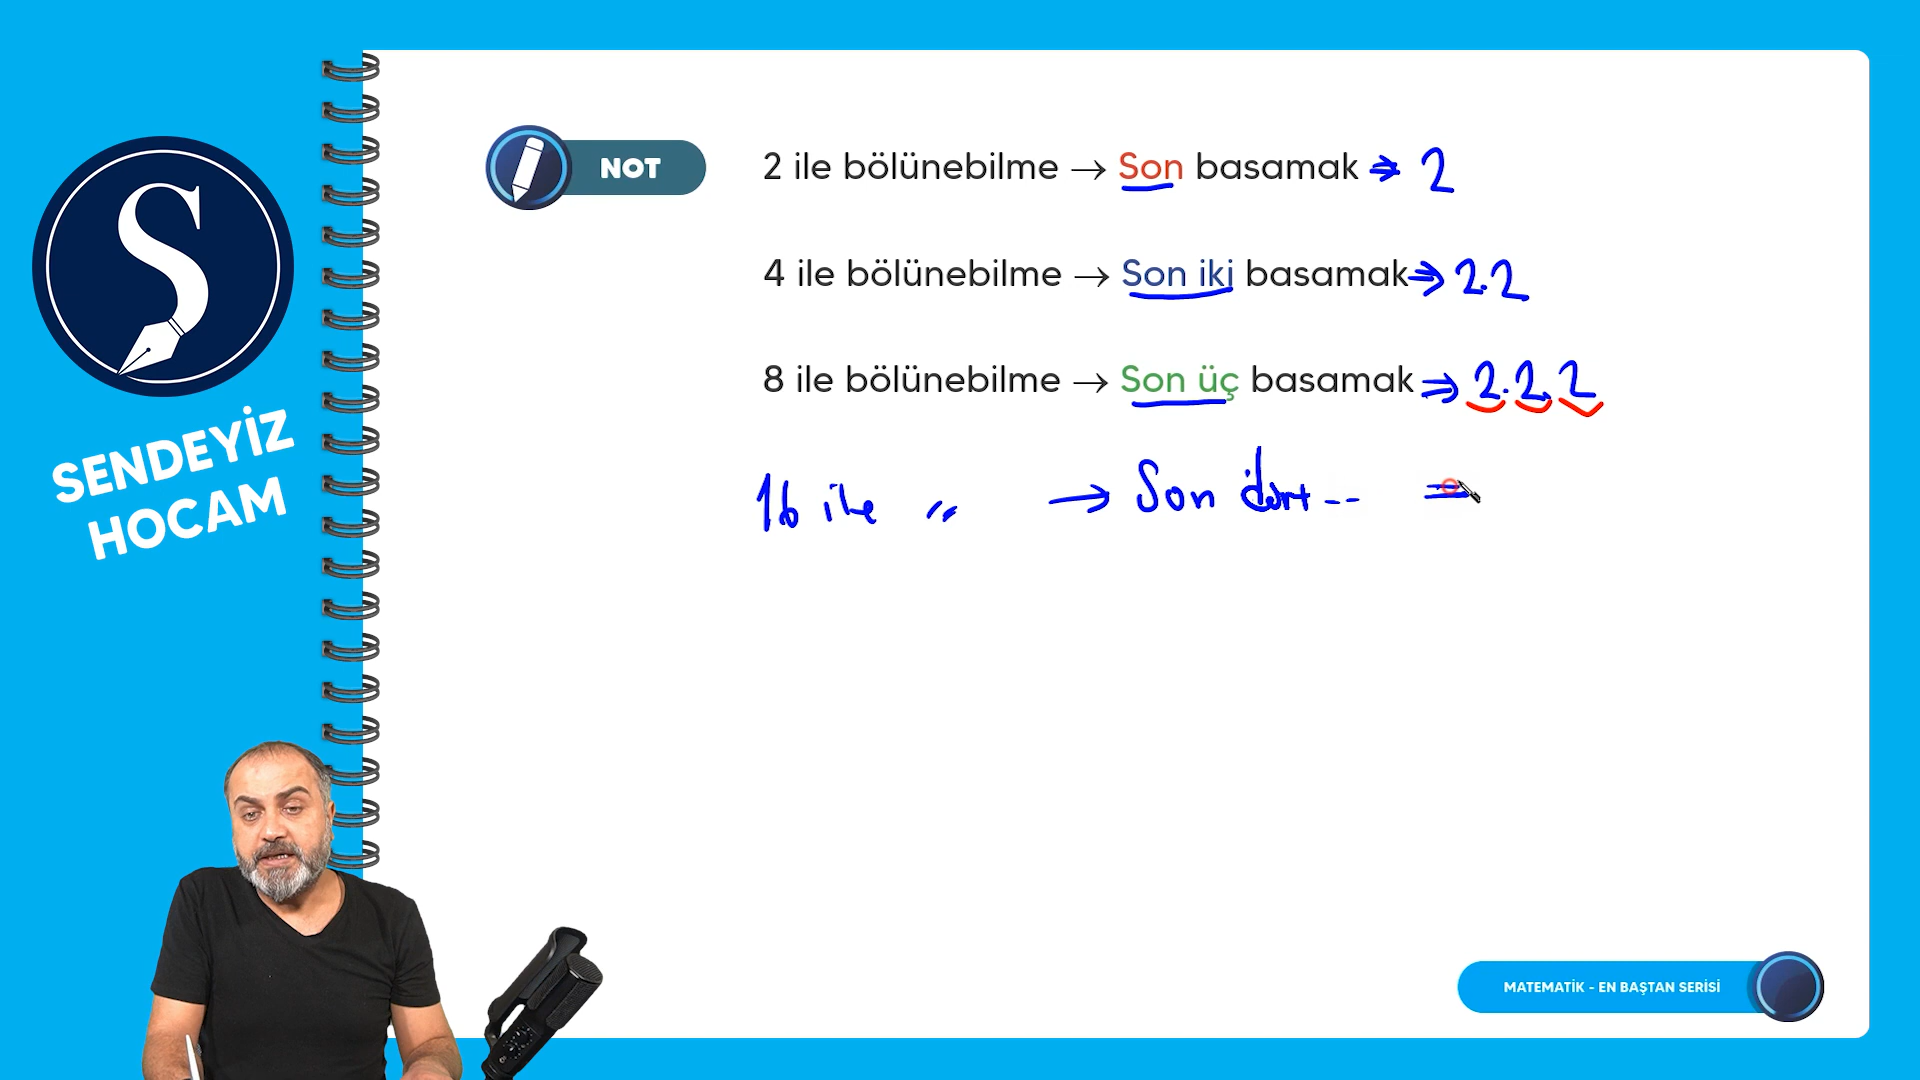 SENDEYİZ
HOCAM
NOT
2 ile bölünebilme → Son basamak ⇒ 2
4 ile bölünebilme → Son iki basamak ⇒ 2.2
8 ile bölünebilme → Son üç basamak ⇒ 2.2.2
16 ile " → Son dört -- =
MATEMATİK - EN BAŞTAN SERİSİ